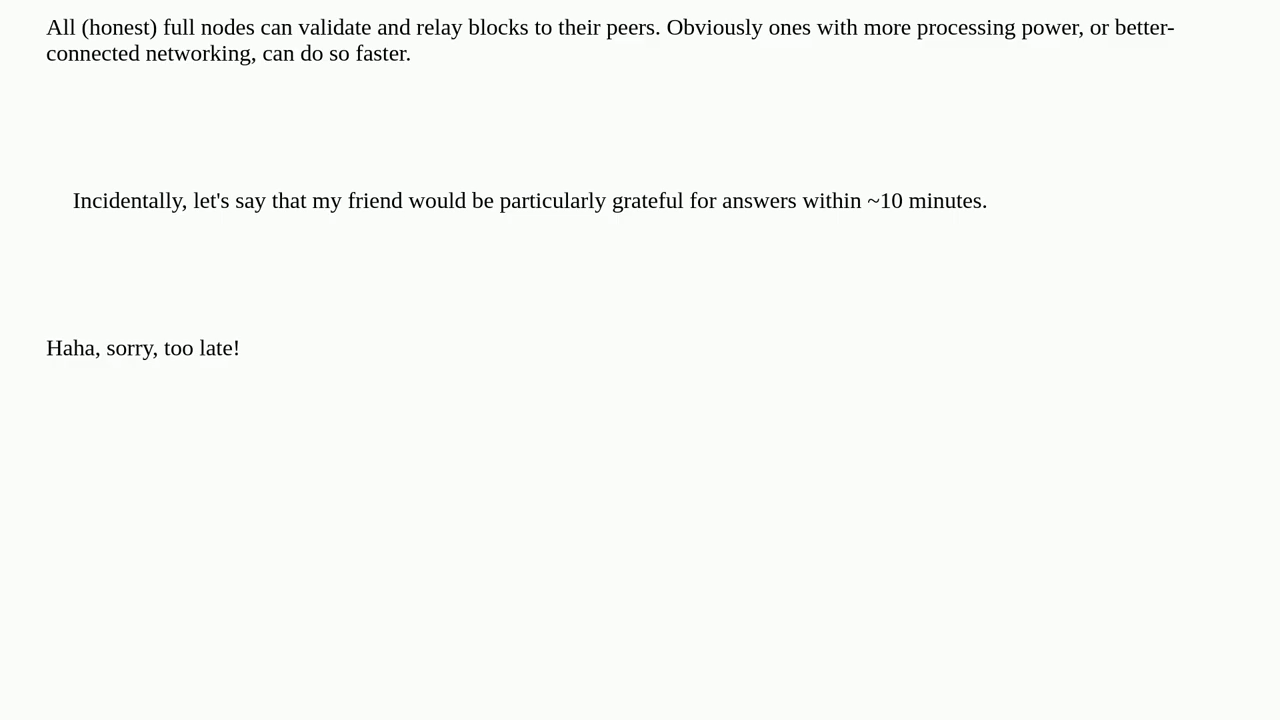 All (honest) full nodes can validate and relay blocks to their peers. Obviously ones with more processing power, or better-
connected networking, can do so faster.
Incidentally, let's say that my friend would be particularly grateful for answers within ~10 minutes.
Haha, sorry, too late!